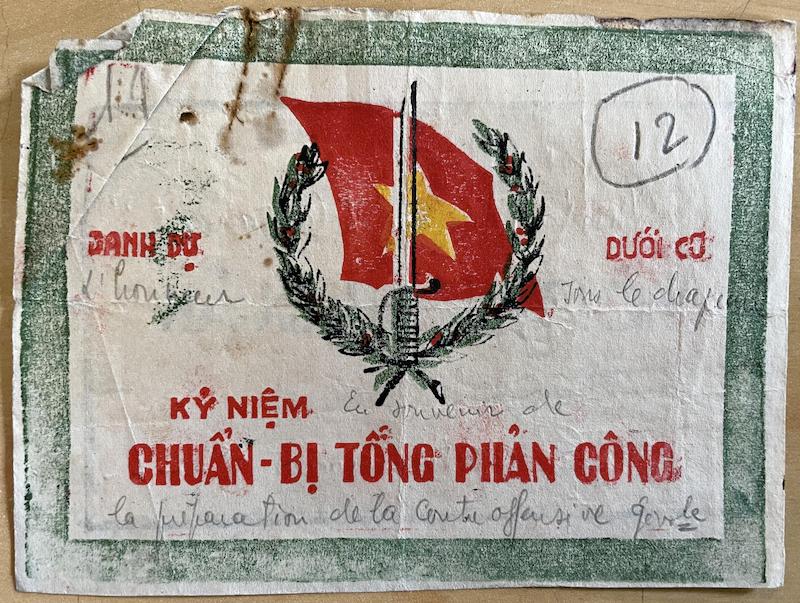 12
DANH DỰ
DƯỚI CỜ
L'honneur
sous le drapeau
KỶ NIỆM
En souvenir de
CHUẨN-BỊ TỔNG PHẢN CÔNG
la préparation de la contre offensive